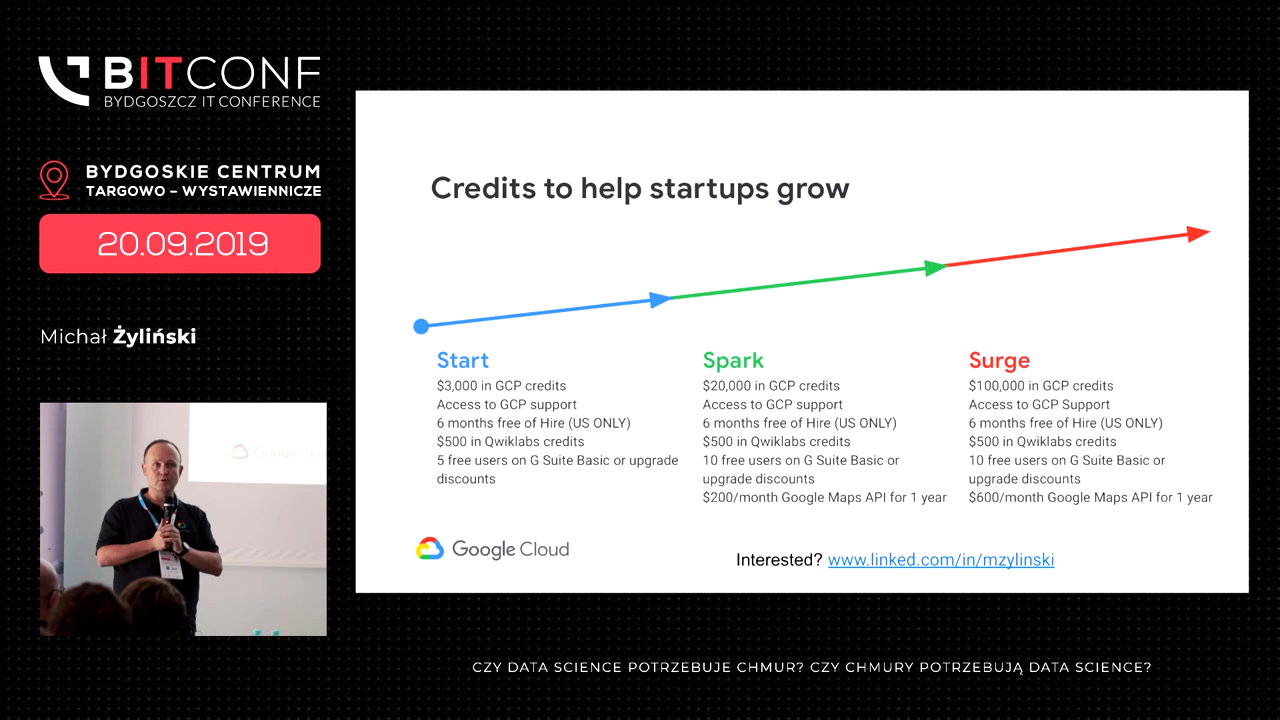 BITCONF
BYDGOSZCZ IT CONFERENCE
BYDGOSKIE CENTRUM
TARGOWO – WYSTAWIENNICZE
20.09.2019
Michał Żyliński
Google Cloud
Credits to help startups grow
Start
$3,000 in GCP credits
Access to GCP support
6 months free of Hire (US ONLY)
$500 in Qwiklabs credits
5 free users on G Suite Basic or upgrade
discounts
Spark
$20,000 in GCP credits
Access to GCP support
6 months free of Hire (US ONLY)
$500 in Qwiklabs credits
10 free users on G Suite Basic or
upgrade discounts
$200/month Google Maps API for 1 year
Surge
$100,000 in GCP credits
Access to GCP Support
6 months free of Hire (US ONLY)
$500 in Qwiklabs credits
10 free users on G Suite Basic or
upgrade discounts
$600/month Google Maps API for 1 year
Google Cloud
Interested? www.linked.com/in/mzylinski
CZY DATA SCIENCE POTRZEBUJE CHMUR? CZY CHMURY POTRZEBUJĄ DATA SCIENCE?